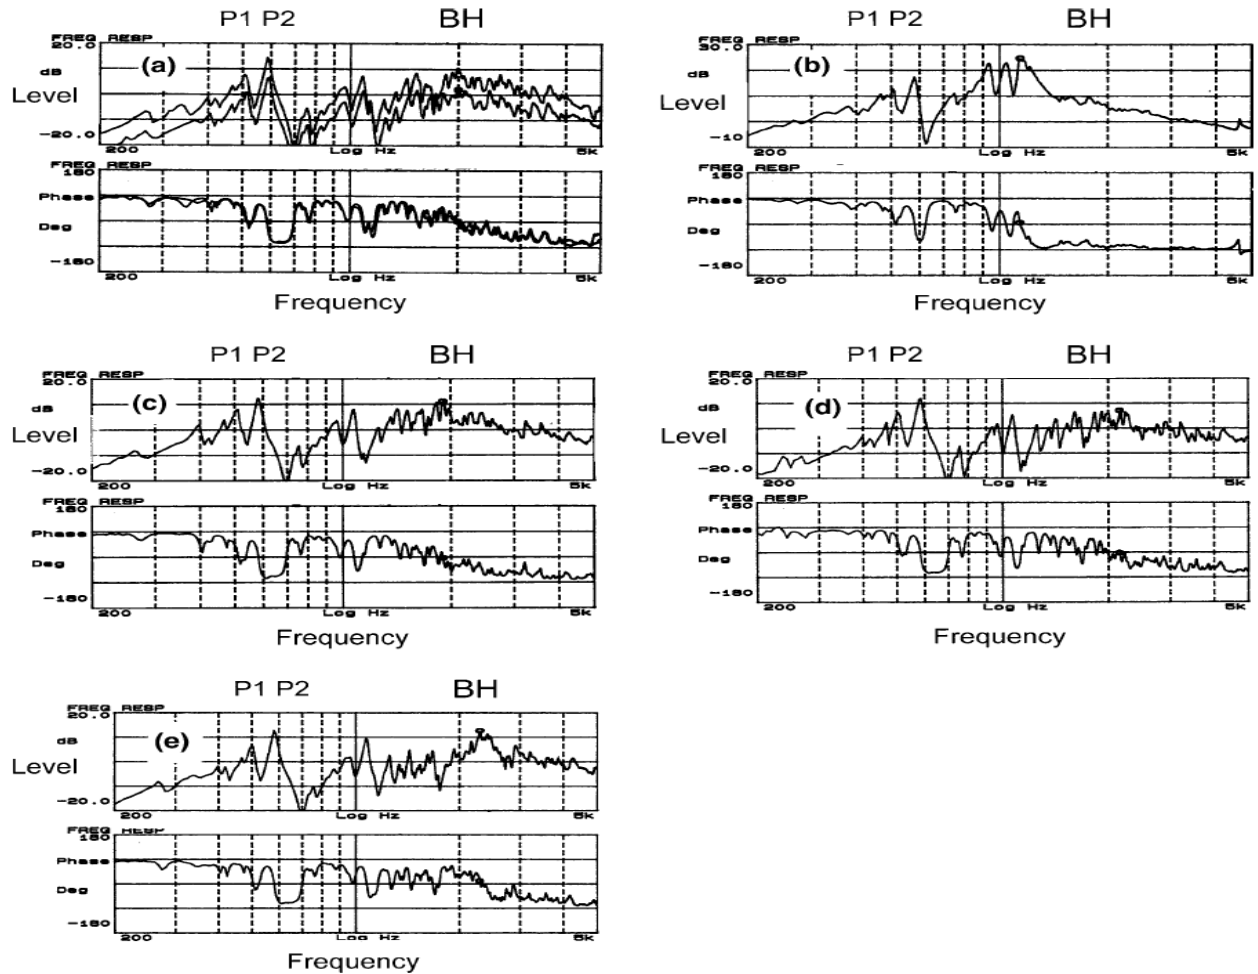 P1 P2 BH
FREQ RESP
20.0
dB
Level
(a)
-20.0
200 Log Hz 5k
FREQ RESP
180
Phase
Deg
-180
200 Log Hz 5k
Frequency
P1 P2 BH
FREQ RESP
30.0
dB
Level
(b)
-10
200 Log Hz 5k
FREQ RESP
180
Phase
Deg
-180
200 Log Hz 5k
Frequency
P1 P2 BH
FREQ RESP
20.0
dB
Level
(c)
-20.0
200 Log Hz 5k
FREQ RESP
180
Phase
Deg
-180
200 Log Hz 5k
Frequency
P1 P2 BH
FREQ RESP
20.0
dB
Level
(d)
-20.0
200 Log Hz 5k
FREQ RESP
180
Phase
Deg
-180
200 Log Hz 5k
Frequency
P1 P2 BH
FREQ RESP
20.0
dB
Level
(e)
-20.0
200 Log Hz 5k
FREQ RESP
180
Phase
Deg
-180
200 Log Hz 5k
Frequency